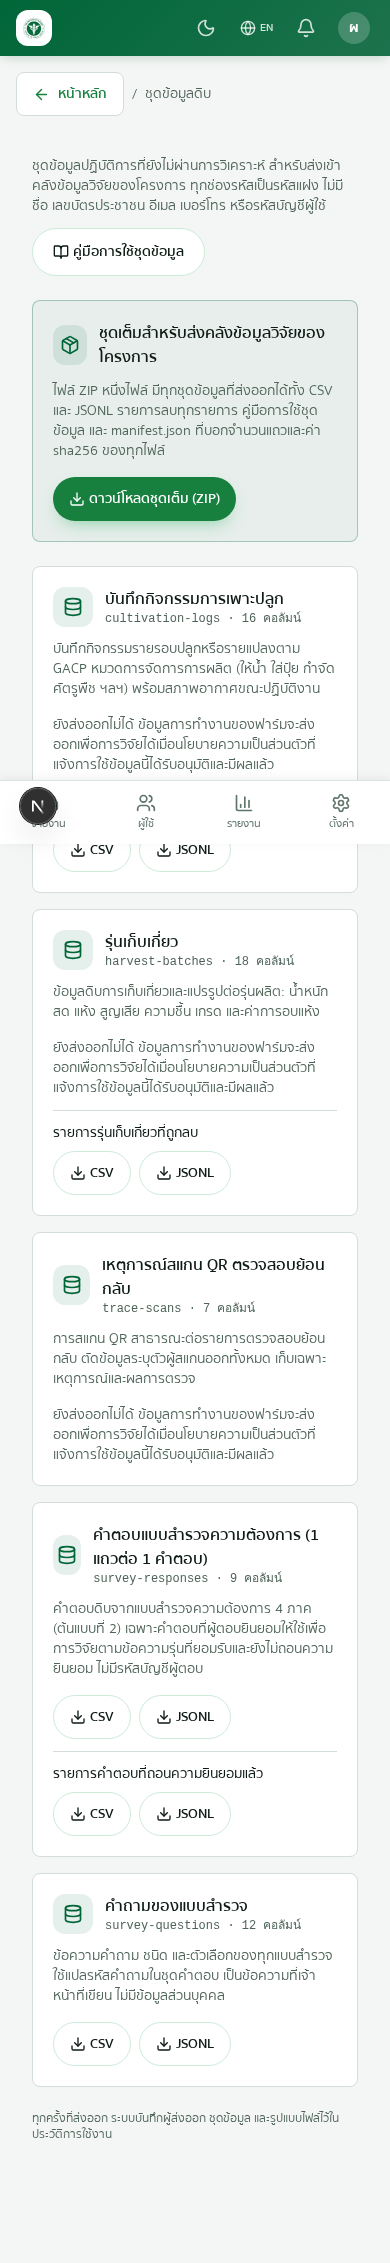 EN
ผ
หน้าหลัก / ชุดข้อมูลดิบ
ชุดข้อมูลปฏิบัติการที่ยังไม่ผ่านการวิเคราะห์ สำหรับส่งเข้า
คลังข้อมูลวิจัยของโครงการ ทุกช่องรหัสเป็นรหัสแฝง ไม่มี
ชื่อ เลขบัตรประชาชน อีเมล เบอร์โทร หรือรหัสบัญชีผู้ใช้
คู่มือการใช้ชุดข้อมูล
ชุดเต็มสำหรับส่งคลังข้อมูลวิจัยของ
โครงการ
ไฟล์ ZIP หนึ่งไฟล์ มีทุกชุดข้อมูลที่ส่งออกได้ทั้ง CSV
และ JSONL รายการลบทุกรายการ คู่มือการใช้ชุด
ข้อมูล และ manifest.json ที่บอกจำนวนแถวและค่า
sha256 ของทุกไฟล์
ดาวน์โหลดชุดเต็ม (ZIP)
บันทึกกิจกรรมการเพาะปลูก
cultivation-logs · 16 คอลัมน์
บันทึกกิจกรรมรายรอบปลูกหรือรายแปลงตาม
GACP หมวดการจัดการการผลิต (ให้น้ำ ใส่ปุ๋ย กำจัด
ศัตรูพืช ฯลฯ) พร้อมสภาพอากาศขณะปฏิบัติงาน
ยังส่งออกไม่ได้ ข้อมูลการทำงานของฟาร์มจะส่ง
ออกเพื่อการวิจัยได้เมื่อนโยบายความเป็นส่วนตัวที่
แจ้งการใช้ข้อมูลนี้ได้รับอนุมัติและมีผลแล้ว
N
ผู้ใช้
รายงาน
ตั้งค่า
CSV
JSONL
รุ่นเก็บเกี่ยว
harvest-batches · 18 คอลัมน์
ข้อมูลดิบการเก็บเกี่ยวและแปรรูปต่อรุ่นผลิต: น้ำหนัก
สด แห้ง สูญเสีย ความชื้น เกรด และค่าการอบแห้ง
ยังส่งออกไม่ได้ ข้อมูลการทำงานของฟาร์มจะส่ง
ออกเพื่อการวิจัยได้เมื่อนโยบายความเป็นส่วนตัวที่
แจ้งการใช้ข้อมูลนี้ได้รับอนุมัติและมีผลแล้ว
รายการรุ่นเก็บเกี่ยวที่ถูกลบ
CSV
JSONL
เหตุการณ์สแกน QR ตรวจสอบย้อน
กลับ
trace-scans · 7 คอลัมน์
การสแกน QR สาธารณะต่อรายการตรวจสอบย้อน
กลับ ตัดข้อมูลระบุตัวผู้สแกนออกทั้งหมด เก็บเฉพาะ
เหตุการณ์และผลการตรวจ
ยังส่งออกไม่ได้ ข้อมูลการทำงานของฟาร์มจะส่ง
ออกเพื่อการวิจัยได้เมื่อนโยบายความเป็นส่วนตัวที่
แจ้งการใช้ข้อมูลนี้ได้รับอนุมัติและมีผลแล้ว
คำตอบแบบสำรวจความต้องการ (1
แถวต่อ 1 คำตอบ)
survey-responses · 9 คอลัมน์
คำตอบดิบจากแบบสำรวจความต้องการ 4 ภาค
(ต้นแบบที่ 2) เฉพาะคำตอบที่ผู้ตอบยินยอมให้ใช้เพื่อ
การวิจัยตามข้อความรุ่นที่ยอมรับและยังไม่ถอนความ
ยินยอม ไม่มีรหัสบัญชีผู้ตอบ
CSV
JSONL
รายการคำตอบที่ถอนความยินยอมแล้ว
CSV
JSONL
คำถามของแบบสำรวจ
survey-questions · 12 คอลัมน์
ข้อความคำถาม ชนิด และตัวเลือกของทุกแบบสำรวจ
ใช้แปลรหัสคำถามในชุดคำตอบ เป็นข้อความที่เจ้า
หน้าที่เขียน ไม่มีข้อมูลส่วนบุคคล
CSV
JSONL
ทุกครั้งที่ส่งออก ระบบบันทึกผู้ส่งออก ชุดข้อมูล และรูปแบบไฟล์ไว้ใน
ประวัติการใช้งาน